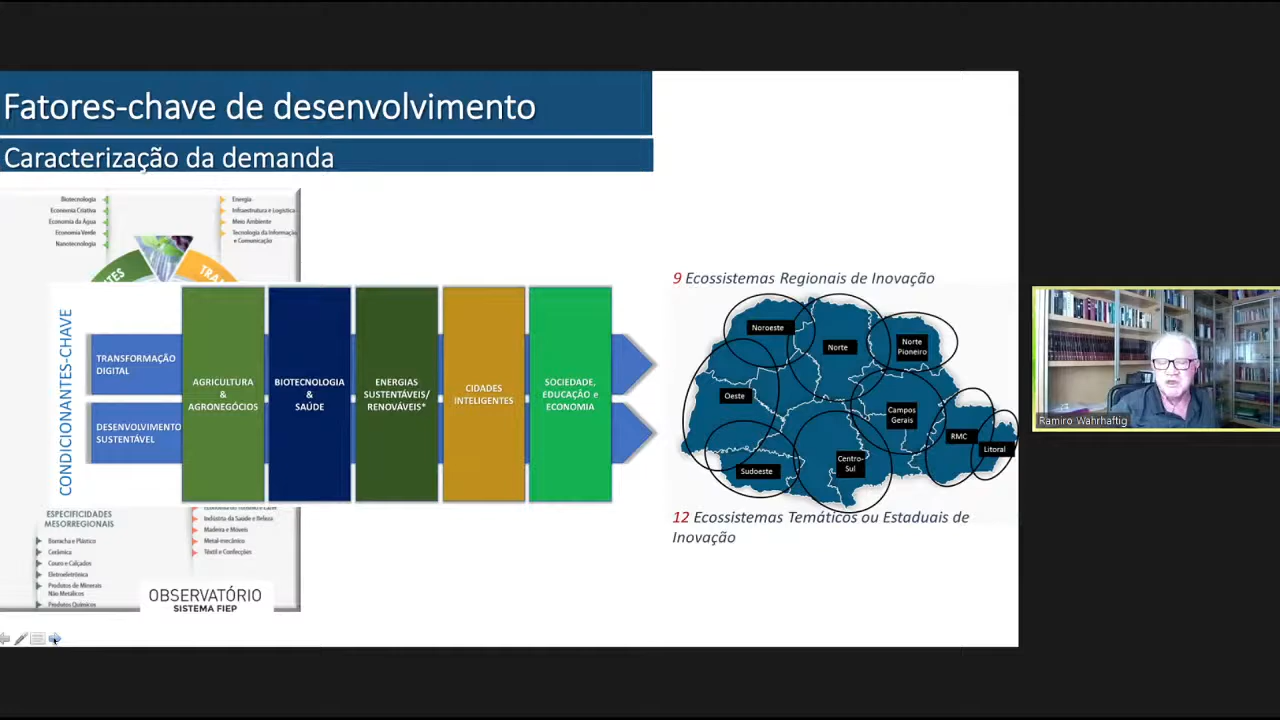 Fatores-chave de desenvolvimento
Caracterização da demanda
Biotecnologia
Economia Criativa
Economia da Água
Economia Verde
Nanotecnologia
Energia
Infraestrutura e Logística
Meio Ambiente
Tecnologia da Informação
e Comunicação
CONDICIONANTES-CHAVE
TRANSFORMAÇÃO
DIGITAL
DESENVOLVIMENTO
SUSTENTÁVEL
AGRICULTURA
&
AGRONEGÓCIOS
BIOTECNOLOGIA
&
SAÚDE
ENERGIAS
SUSTENTÁVEIS/
RENOVÁVEIS*
CIDADES
INTELIGENTES
SOCIEDADE,
EDUCAÇÃO e
ECONOMIA
ESPECIFICIDADES
MESORREGIONAIS
Borracha e Plástico
Cerâmica
Couro e Calçados
Eletroeletrônica
Produtos de Minerais
Não Metálicos
Produtos Químicos
Indústria da Saúde e Beleza
Madeira e Móveis
Metal-mecânico
Têxtil e Confecções
OBSERVATÓRIO
SISTEMA FIEP
9 Ecossistemas Regionais de Inovação
Noroeste
Norte
Norte
Pioneiro
Oeste
Campos
Gerais
RMC
Litoral
Sudoeste
Centro-
Sul
12 Ecossistemas Temáticos ou Estaduais de
Inovação
Ramiro Wahrhaftig